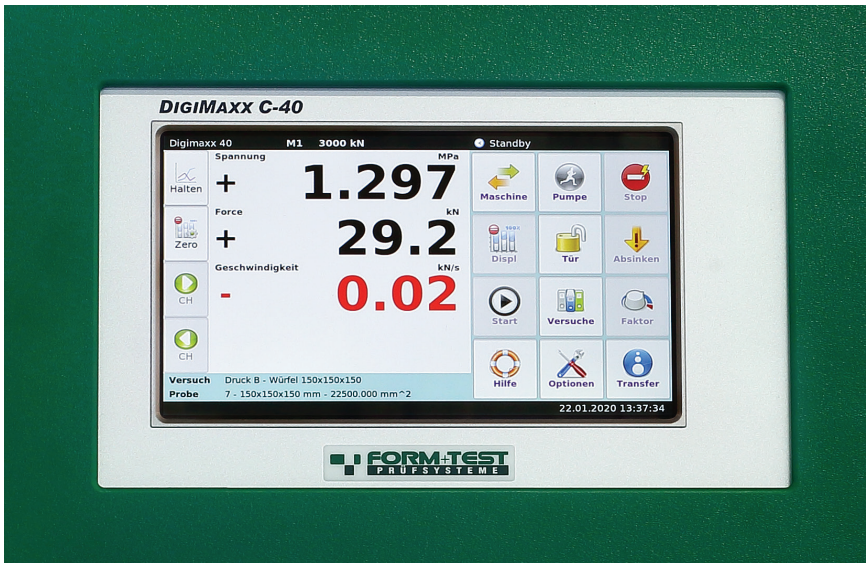 DIGIMAXX C-40
Digimaxx 40 M1 3000 kN Standby
Spannung MPa
Halten + 1.297
Force kN
Zero + 29.2
Geschwindigkeit kN/s
CH - 0.02
CH
Maschine Pumpe Stop
Displ Tür Absinken
Start Versuche Faktor
Hilfe Optionen Transfer
Versuch Druck B - Würfel 150x150x150
Probe 7 - 150x150x150 mm - 22500.000 mm^2
22.01.2020 13:37:34
FORM+TEST
PRÜFSYSTEME